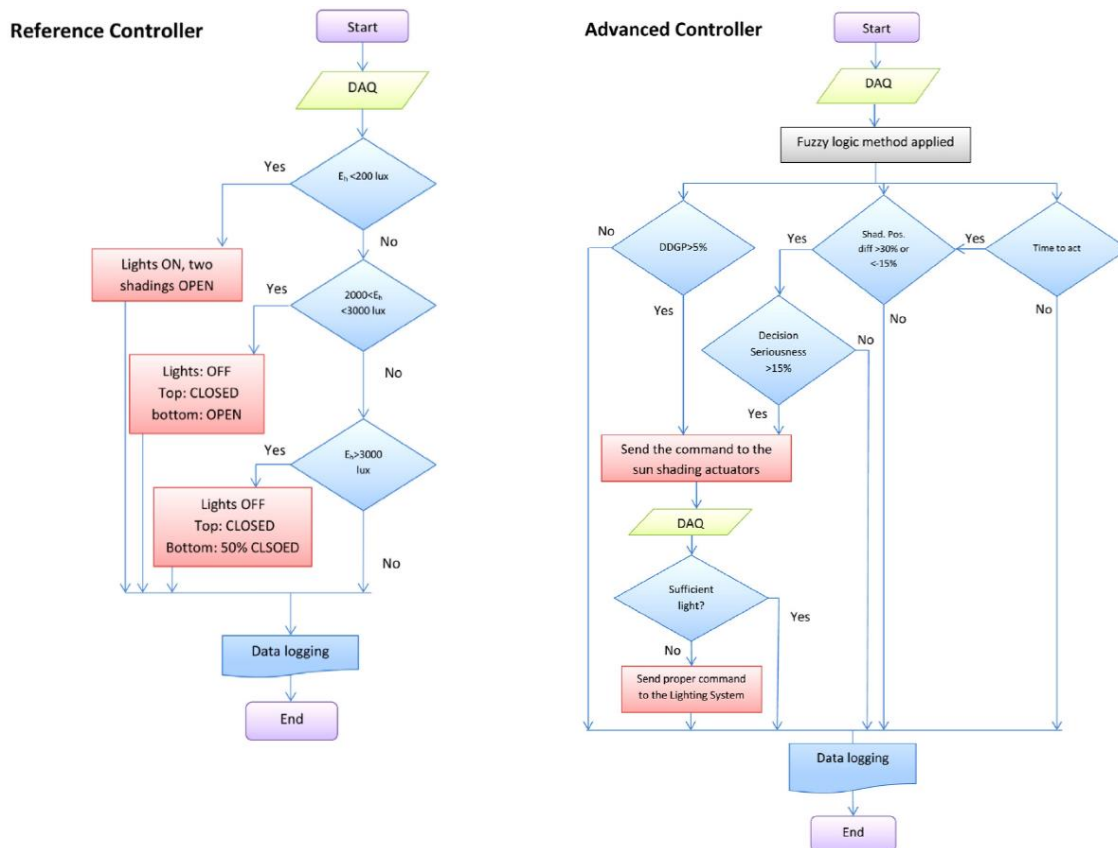 Reference Controller
Start
DAQ
Eₕ <200 lux
Yes
No
Lights ON, two
shadings OPEN
2000<Eₕ
<3000 lux
Yes
No
Lights: OFF
Top: CLOSED
bottom: OPEN
Eₕ>3000
lux
Yes
No
Lights OFF
Top: CLOSED
Bottom: 50% CLSOED
Data logging
End
Advanced Controller
Start
DAQ
Fuzzy logic method applied
No
DDGP>5%
Yes
Yes
Shad. Pos.
diff >30% or
<-15%
Yes
Time to act
No
No
Decision
Seriousness
>15%
No
Yes
Send the command to the
sun shading actuators
DAQ
Sufficient
light?
Yes
No
Send proper command
to the Lighting System
Data logging
End